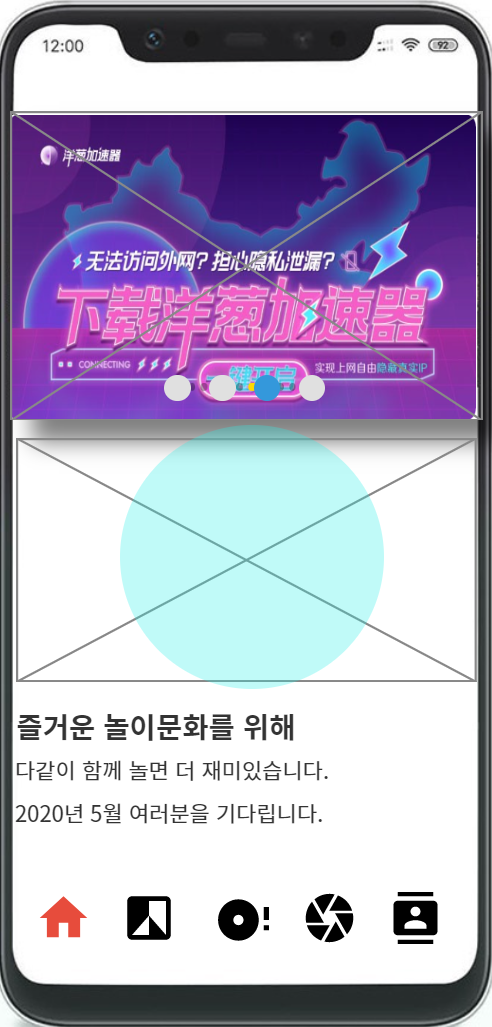 12:00
92
洋葱加速器
无法访问外网？担心隐私泄漏？
下载洋葱加速器
CONNECTING
一键开启
实现上网自由隐蔽真实IP
즐거운 놀이문화를 위해
다같이 함께 놀면 더 재미있습니다.
2020년 5월 여러분을 기다립니다.